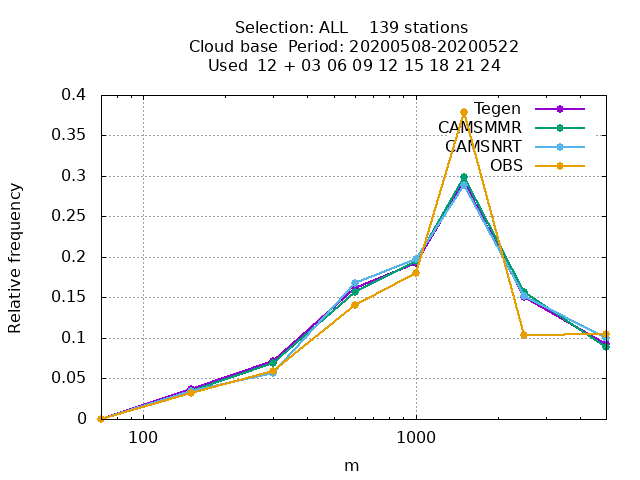 Selection: ALL    139 stations
Cloud base  Period: 20200508-20200522
Used  12 + 03 06 09 12 15 18 21 24
Relative frequency
0.4
0.35
0.3
0.25
0.2
0.15
0.1
0.05
0
Tegen
CAMSMMR
CAMSNRT
OBS
100
1000
m